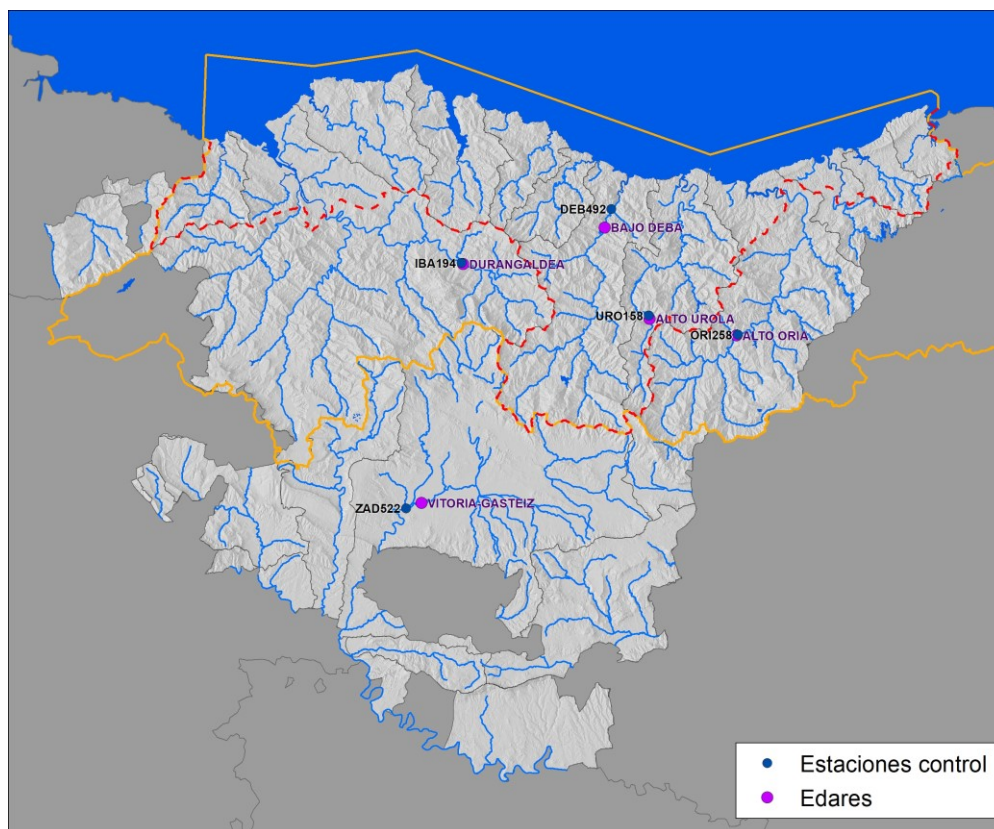 DEB492
BAJO DEBA
IBA194
DURANGALDEA
URO158
ALTO UROLA
ORI258
ALTO ORIA
ZAD522
VITORIA-GASTEIZ
Estaciones control
Edares